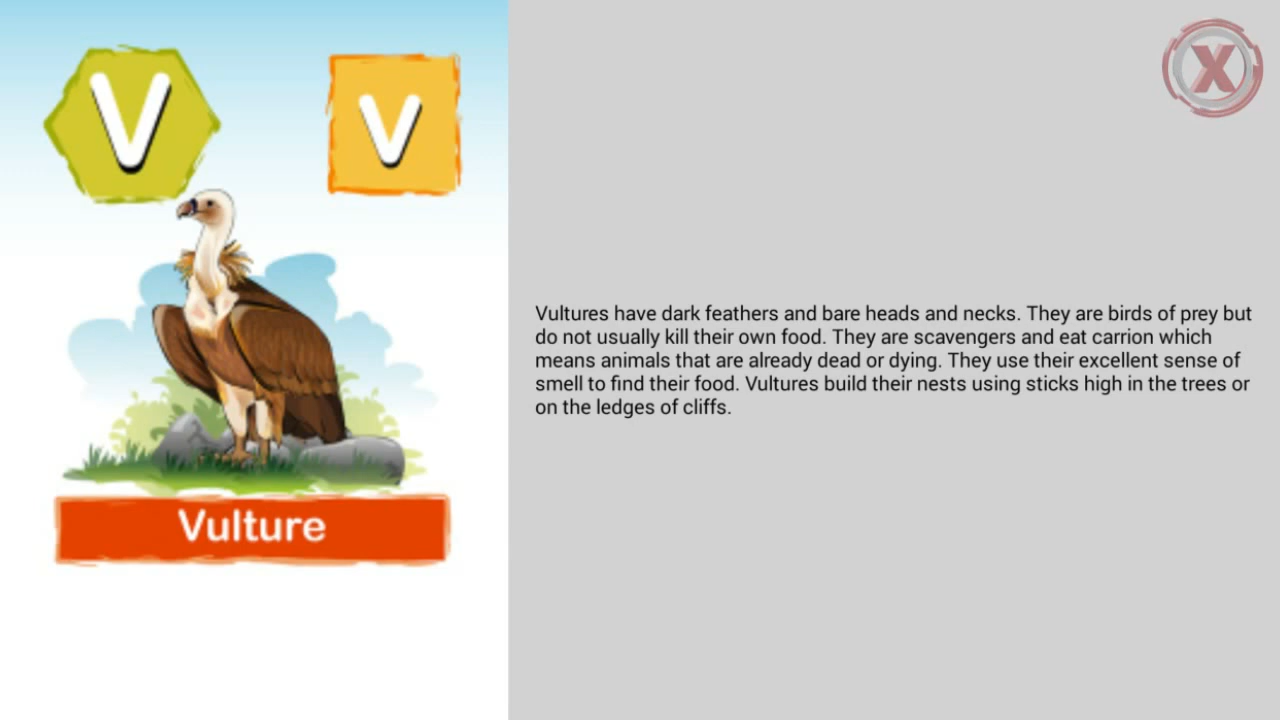 V
v
Vulture
X
Vultures have dark feathers and bare heads and necks. They are birds of prey but
do not usually kill their own food. They are scavengers and eat carrion which
means animals that are already dead or dying. They use their excellent sense of
smell to find their food. Vultures build their nests using sticks high in the trees or
on the ledges of cliffs.